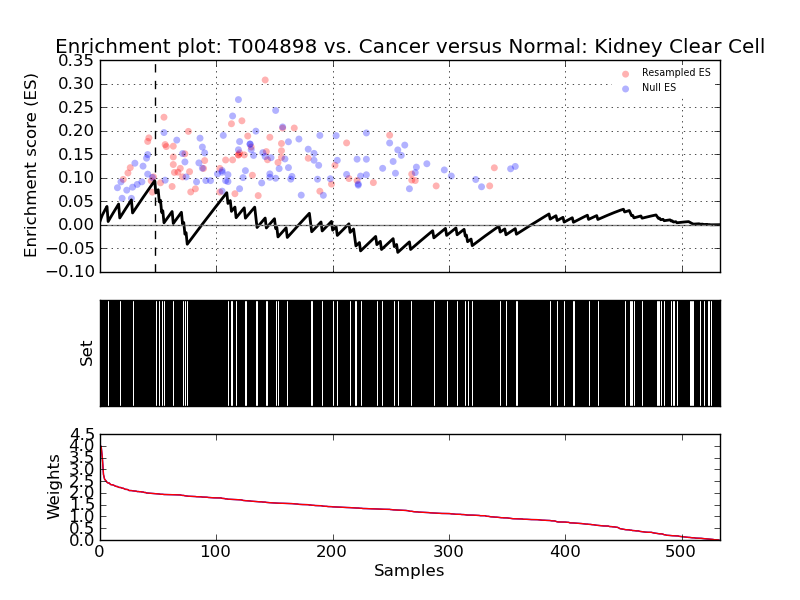 Enrichment plot: T004898 vs. Cancer versus Normal: Kidney Clear Cell
0.35
0.30
0.25
0.20
0.15
0.10
0.05
0.00
−0.05
−0.10
Enrichment score (ES)
Resampled ES
Null ES
Set
4.5
4.0
3.5
3.0
2.5
2.0
1.5
1.0
0.5
0.0
Weights
0 100 200 300 400 500
Samples